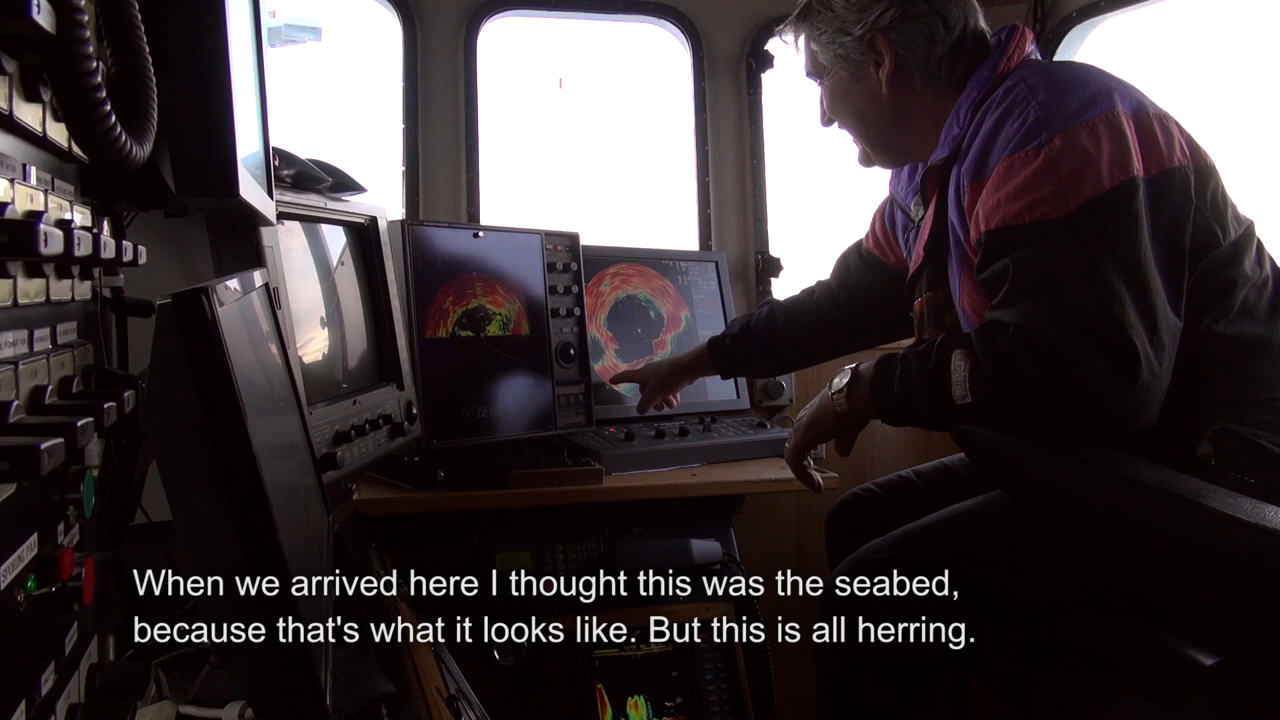 When we arrived here I thought this was the seabed,
because that's what it looks like. But this is all herring.